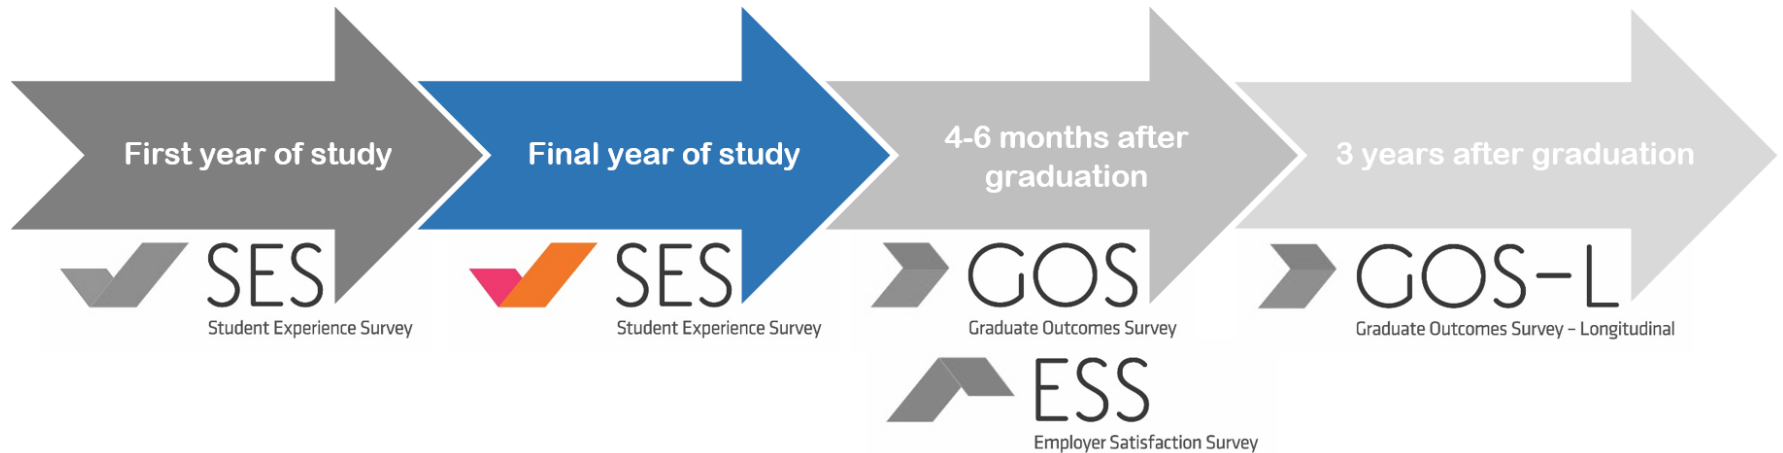 First year of study
Final year of study
4-6 months after
graduation
3 years after graduation
SES
Student Experience Survey
SES
Student Experience Survey
GOS
Graduate Outcomes Survey
GOS-L
Graduate Outcomes Survey – Longitudinal
ESS
Employer Satisfaction Survey